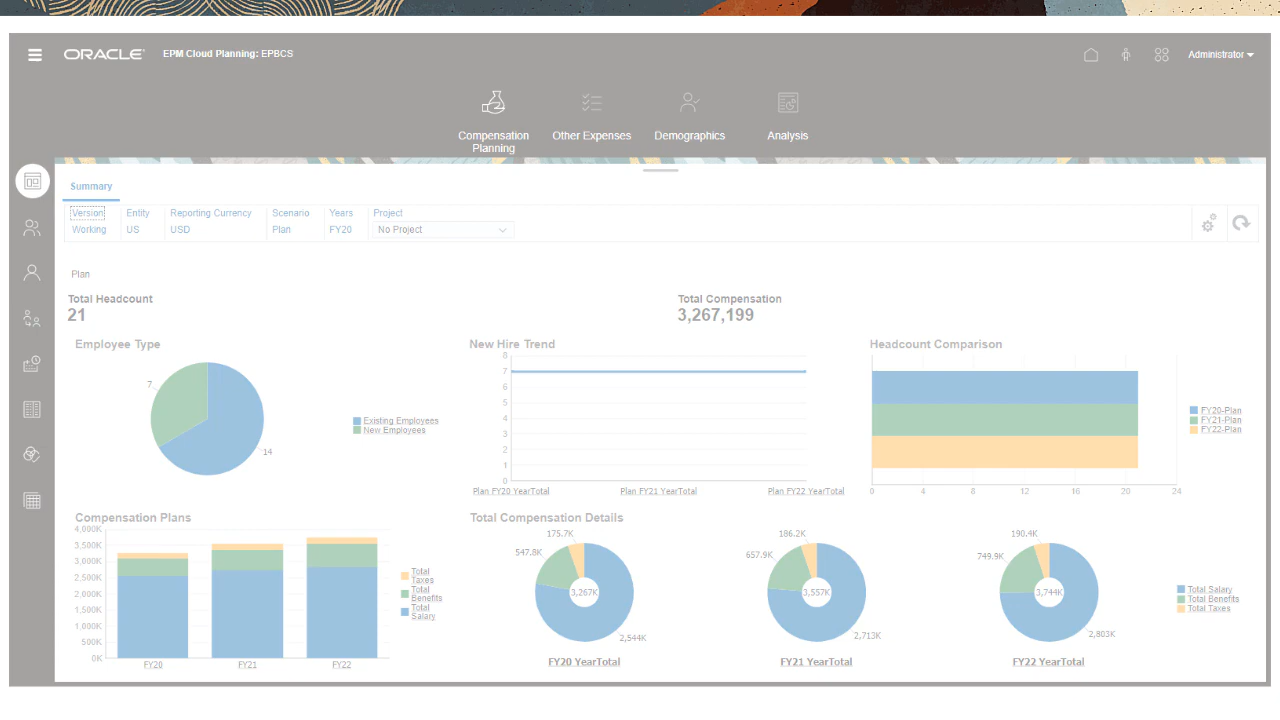 ORACLE
EPM Cloud Planning: EPBCS
Administrator
Compensation
Planning
Other Expenses
Demographics
Analysis
Summary
Version
Entity
Reporting Currency
Scenario
Years
Project
Working
US
USD
Plan
FY20
No Project
Plan
Total Headcount
21
Total Compensation
3,267,199
Employee Type
7
14
Existing Employees
New Employees
New Hire Trend
8
7
6
5
4
3
2
1
0
Plan FY20 YearTotal
Plan FY21 YearTotal
Plan FY22 YearTotal
Headcount Comparison
FY20-Plan
FY21-Plan
FY22-Plan
0
4
8
12
16
20
24
Compensation Plans
4,000K
3,500K
3,000K
2,500K
2,000K
1,500K
1,000K
500K
0K
FY20
FY21
FY22
Total
Taxes
Total
Benefits
Total
Salary
Total Compensation Details
175.7K
547.8K
3,267K
2,544K
FY20 YearTotal
186.2K
657.9K
3,557K
2,713K
FY21 YearTotal
190.4K
749.9K
3,744K
2,803K
FY22 YearTotal
Total Salary
Total Benefits
Total Taxes